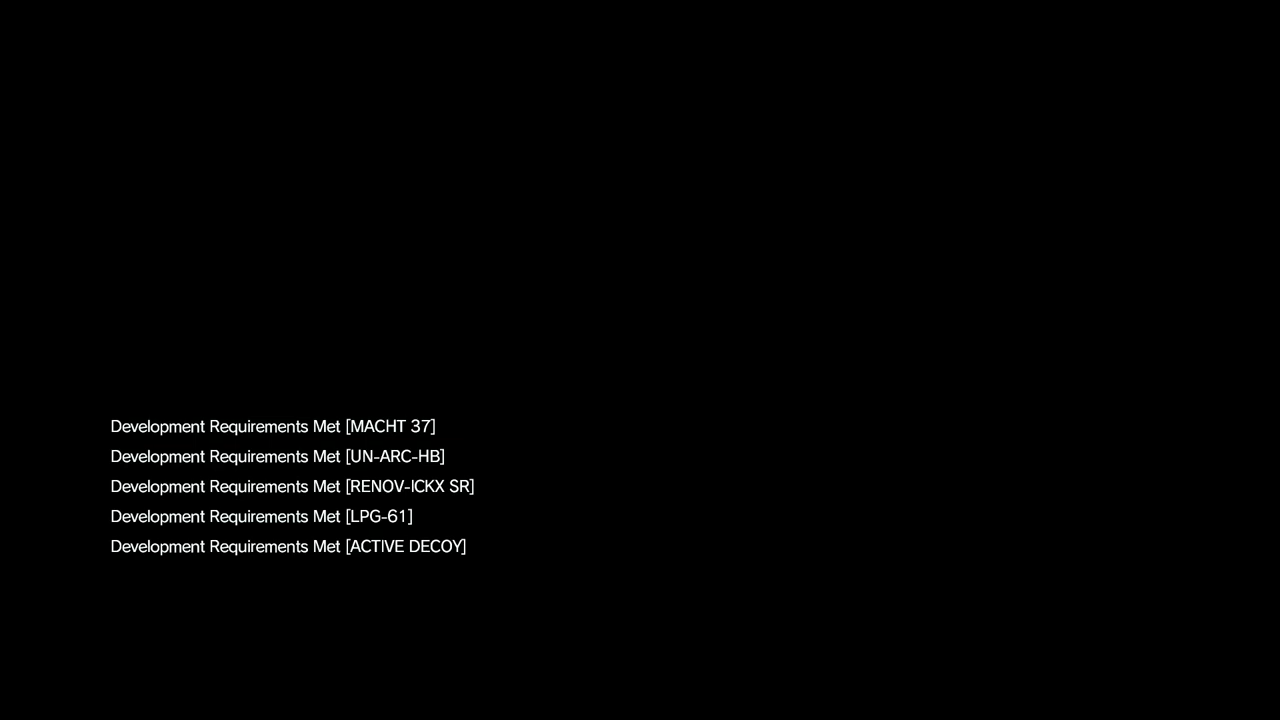 Development Requirements Met [MACHT 37]
Development Requirements Met [UN-ARC-HB]
Development Requirements Met [RENOV-ICKX SR]
Development Requirements Met [LPG-61]
Development Requirements Met [ACTIVE DECOY]